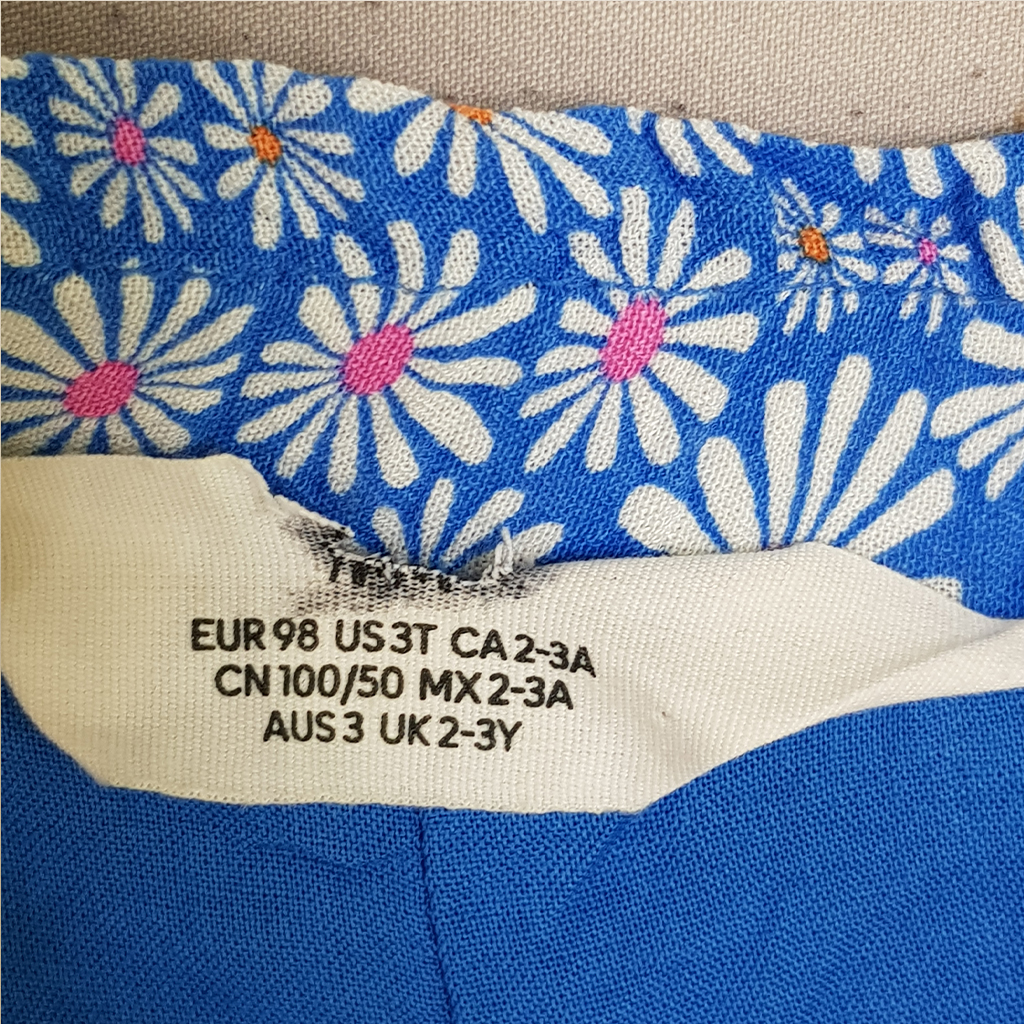 EUR 98 US 3T CA 2-3A
CN 100/50 MX 2-3A
AUS 3 UK 2-3Y